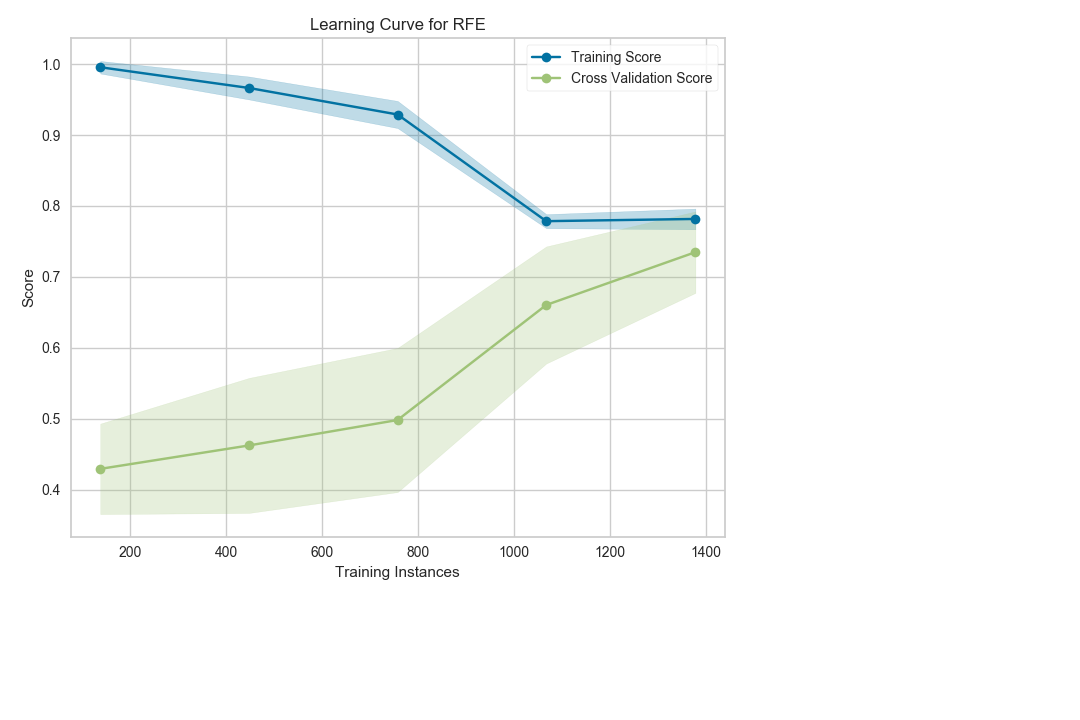 Learning Curve for RFE
Training Score
Cross Validation Score
1.0
0.9
0.8
0.7
0.6
0.5
0.4
Score
200 400 600 800 1000 1200 1400
Training Instances